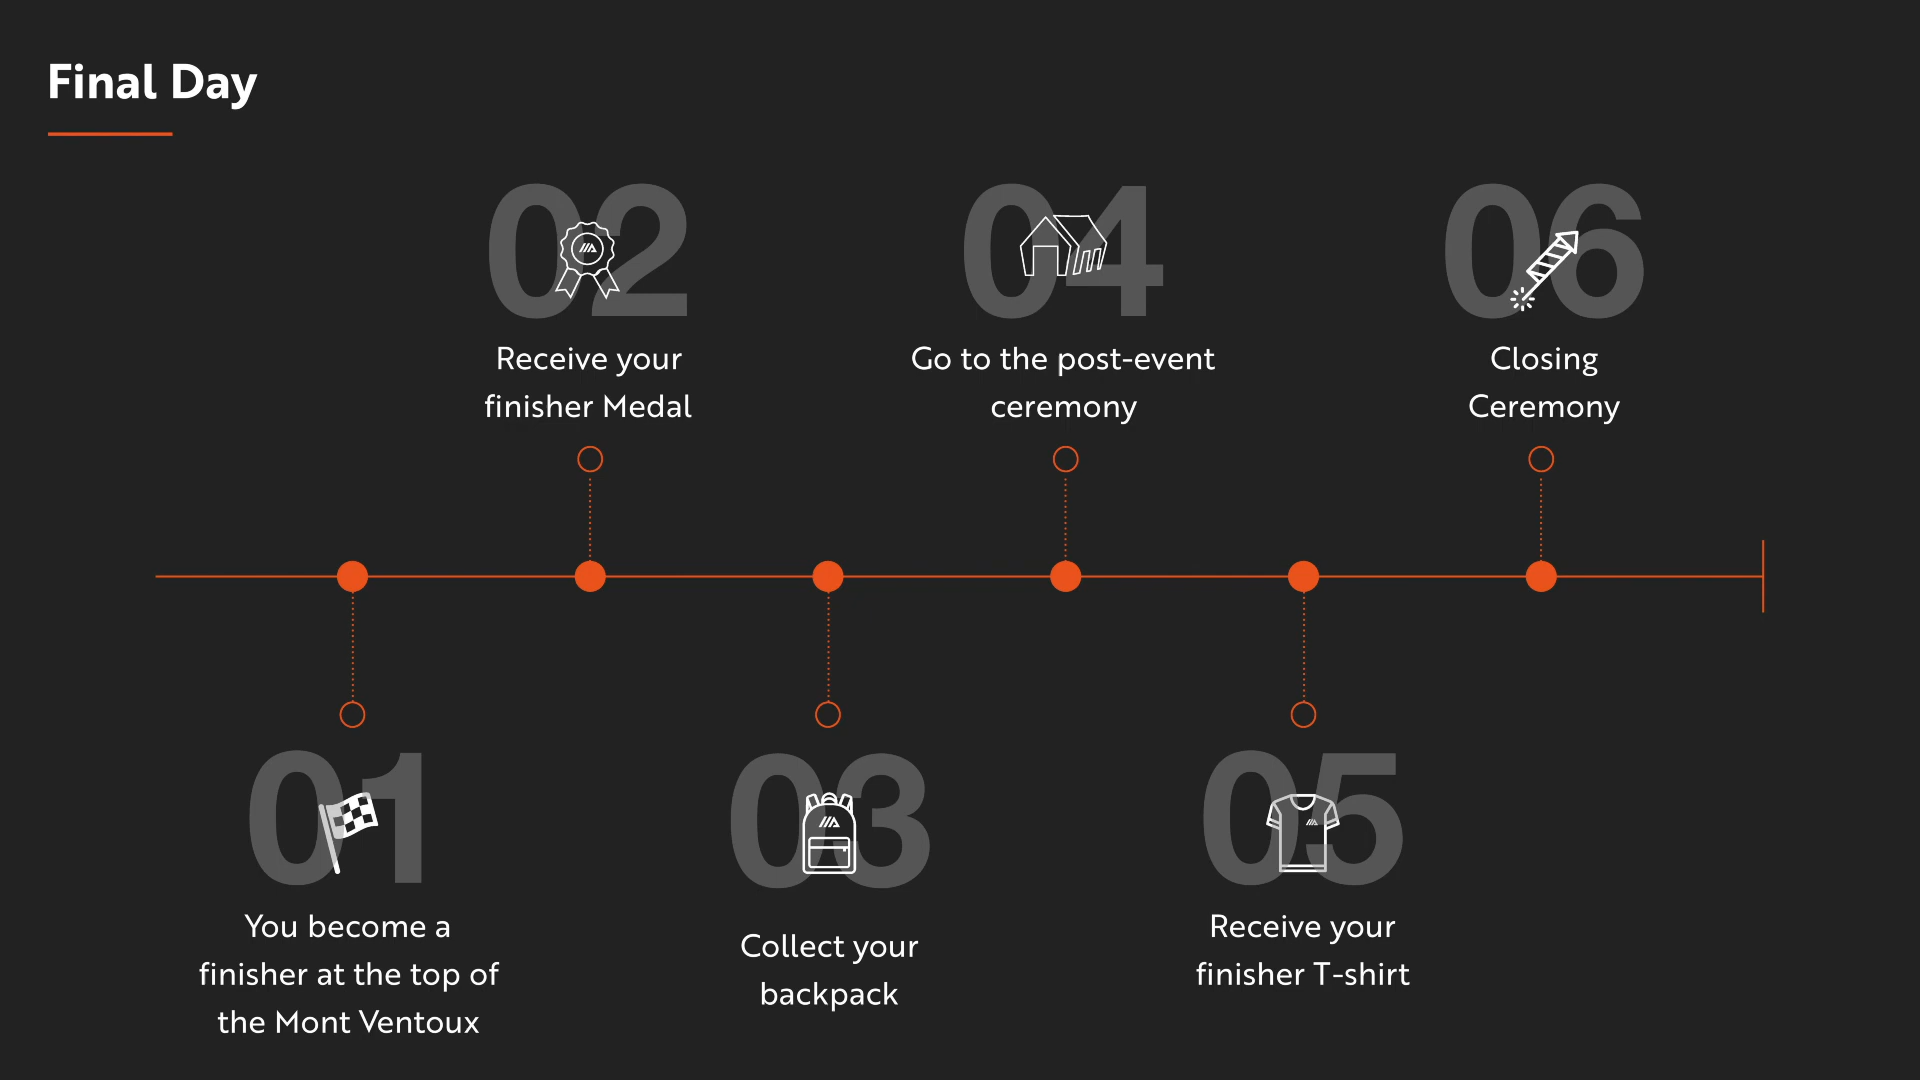 Final Day
02
Receive your
finisher Medal
04
Go to the post-event
ceremony
06
Closing
Ceremony
01
You become a
finisher at the top of
the Mont Ventoux
03
Collect your
backpack
05
Receive your
finisher T-shirt